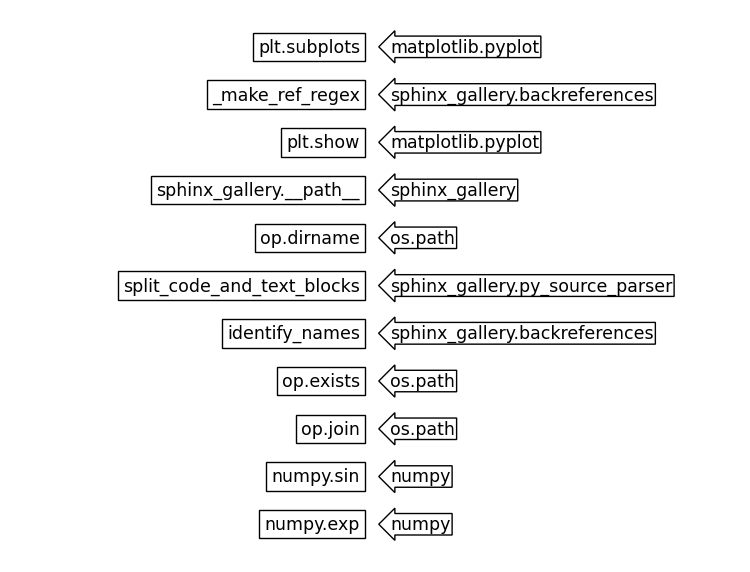 plt.subplots matplotlib.pyplot
_make_ref_regex sphinx_gallery.backreferences
plt.show matplotlib.pyplot
sphinx_gallery.__path__ sphinx_gallery
op.dirname os.path
split_code_and_text_blocks sphinx_gallery.py_source_parser
identify_names sphinx_gallery.backreferences
op.exists os.path
op.join os.path
numpy.sin numpy
numpy.exp numpy